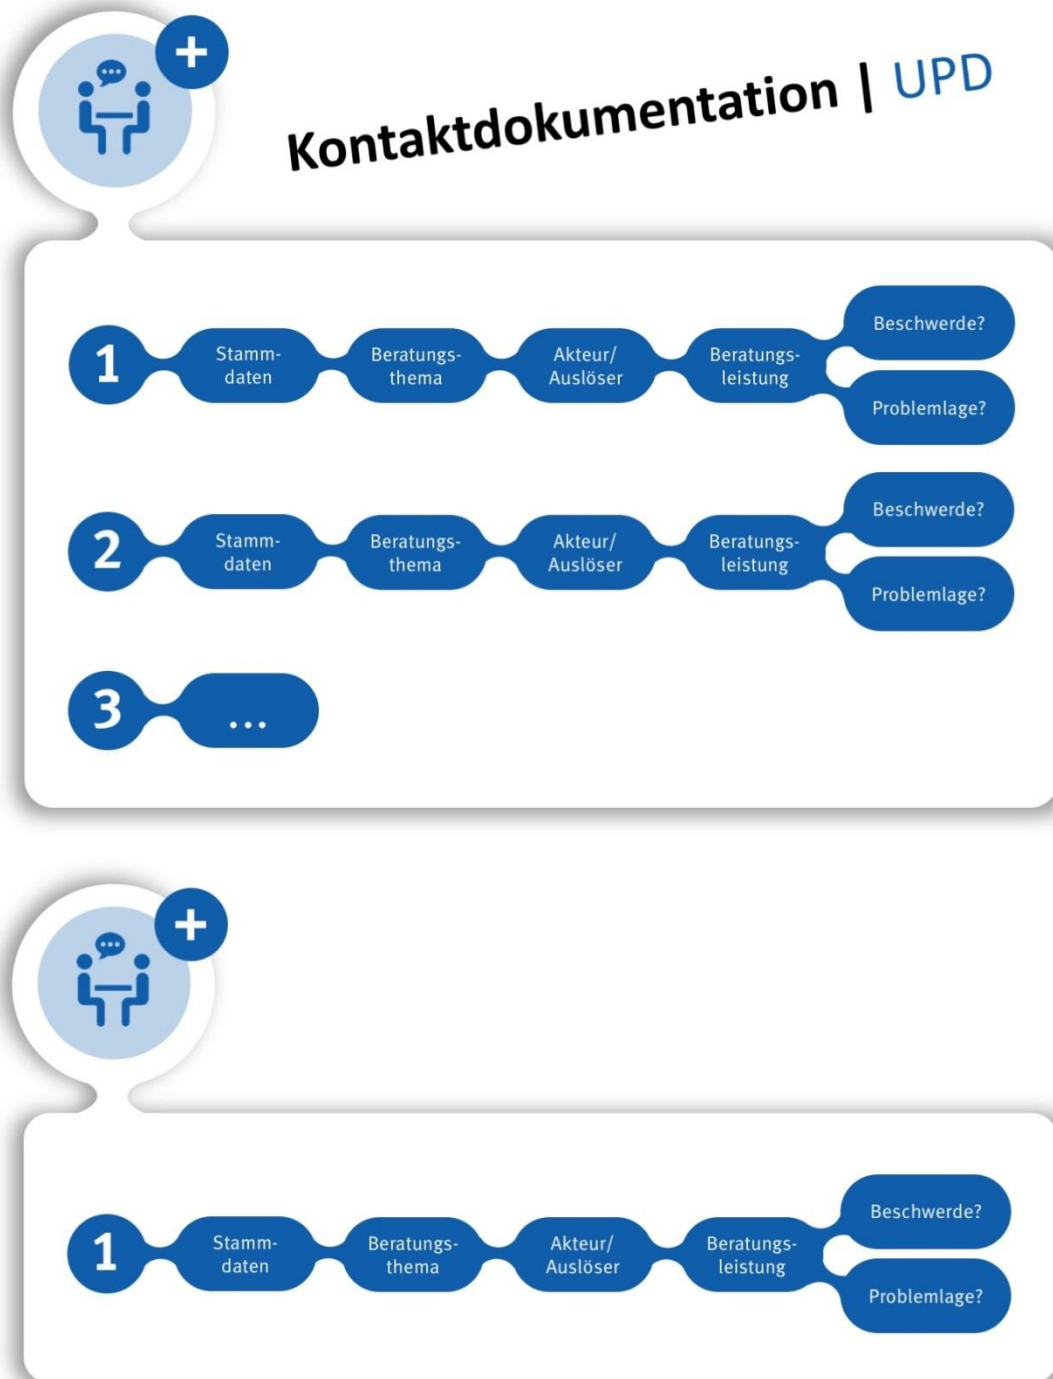 +
Kontaktdokumentation | UPD
1
Stamm-
daten
Beratungs-
thema
Akteur/
Auslöser
Beratungs-
leistung
Beschwerde?
Problemlage?
2
Stamm-
daten
Beratungs-
thema
Akteur/
Auslöser
Beratungs-
leistung
Beschwerde?
Problemlage?
3
...
+
1
Stamm-
daten
Beratungs-
thema
Akteur/
Auslöser
Beratungs-
leistung
Beschwerde?
Problemlage?